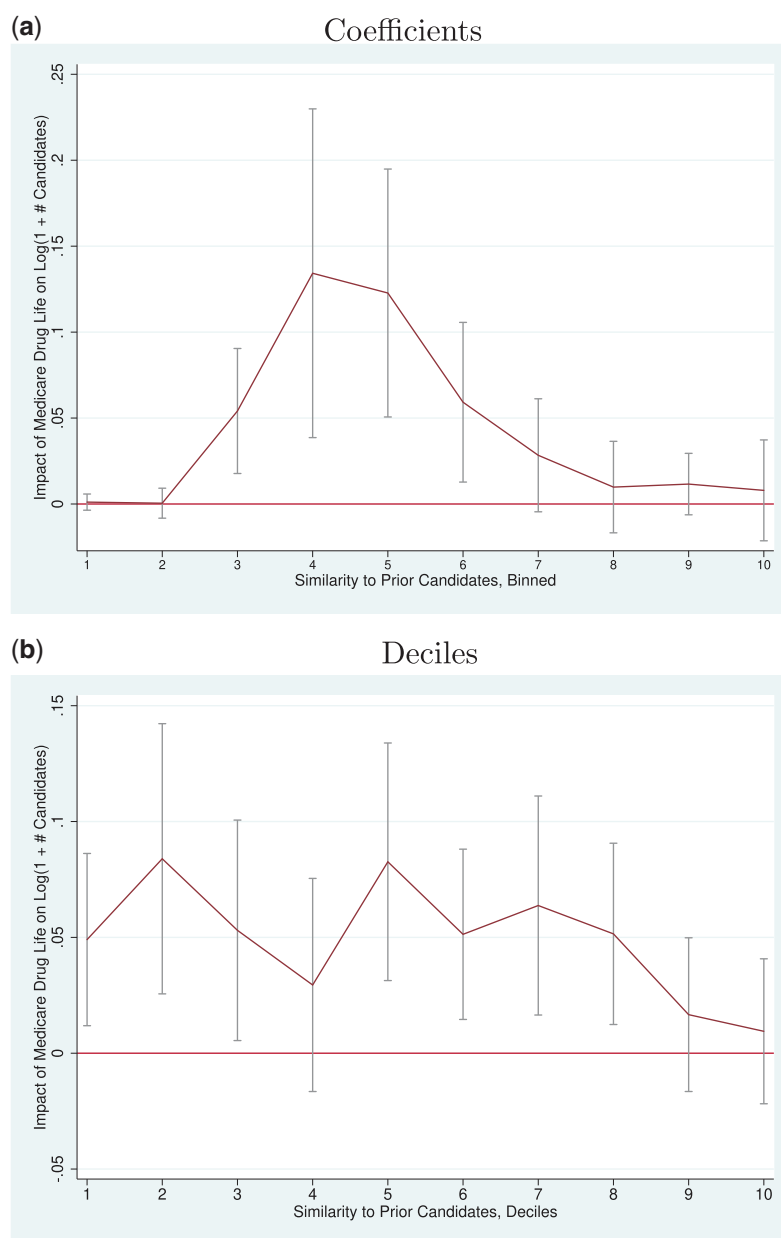 (a)
Coefficients
Impact of Medicare Drug Life on Log(1 + # Candidates)
.25
.2
.15
.1
.05
0
1 2 3 4 5 6 7 8 9 10
Similarity to Prior Candidates, Binned
(b)
Deciles
Impact of Medicare Drug Life on Log(1 + # Candidates)
.15
.1
.05
0
-.05
1 2 3 4 5 6 7 8 9 10
Similarity to Prior Candidates, Deciles